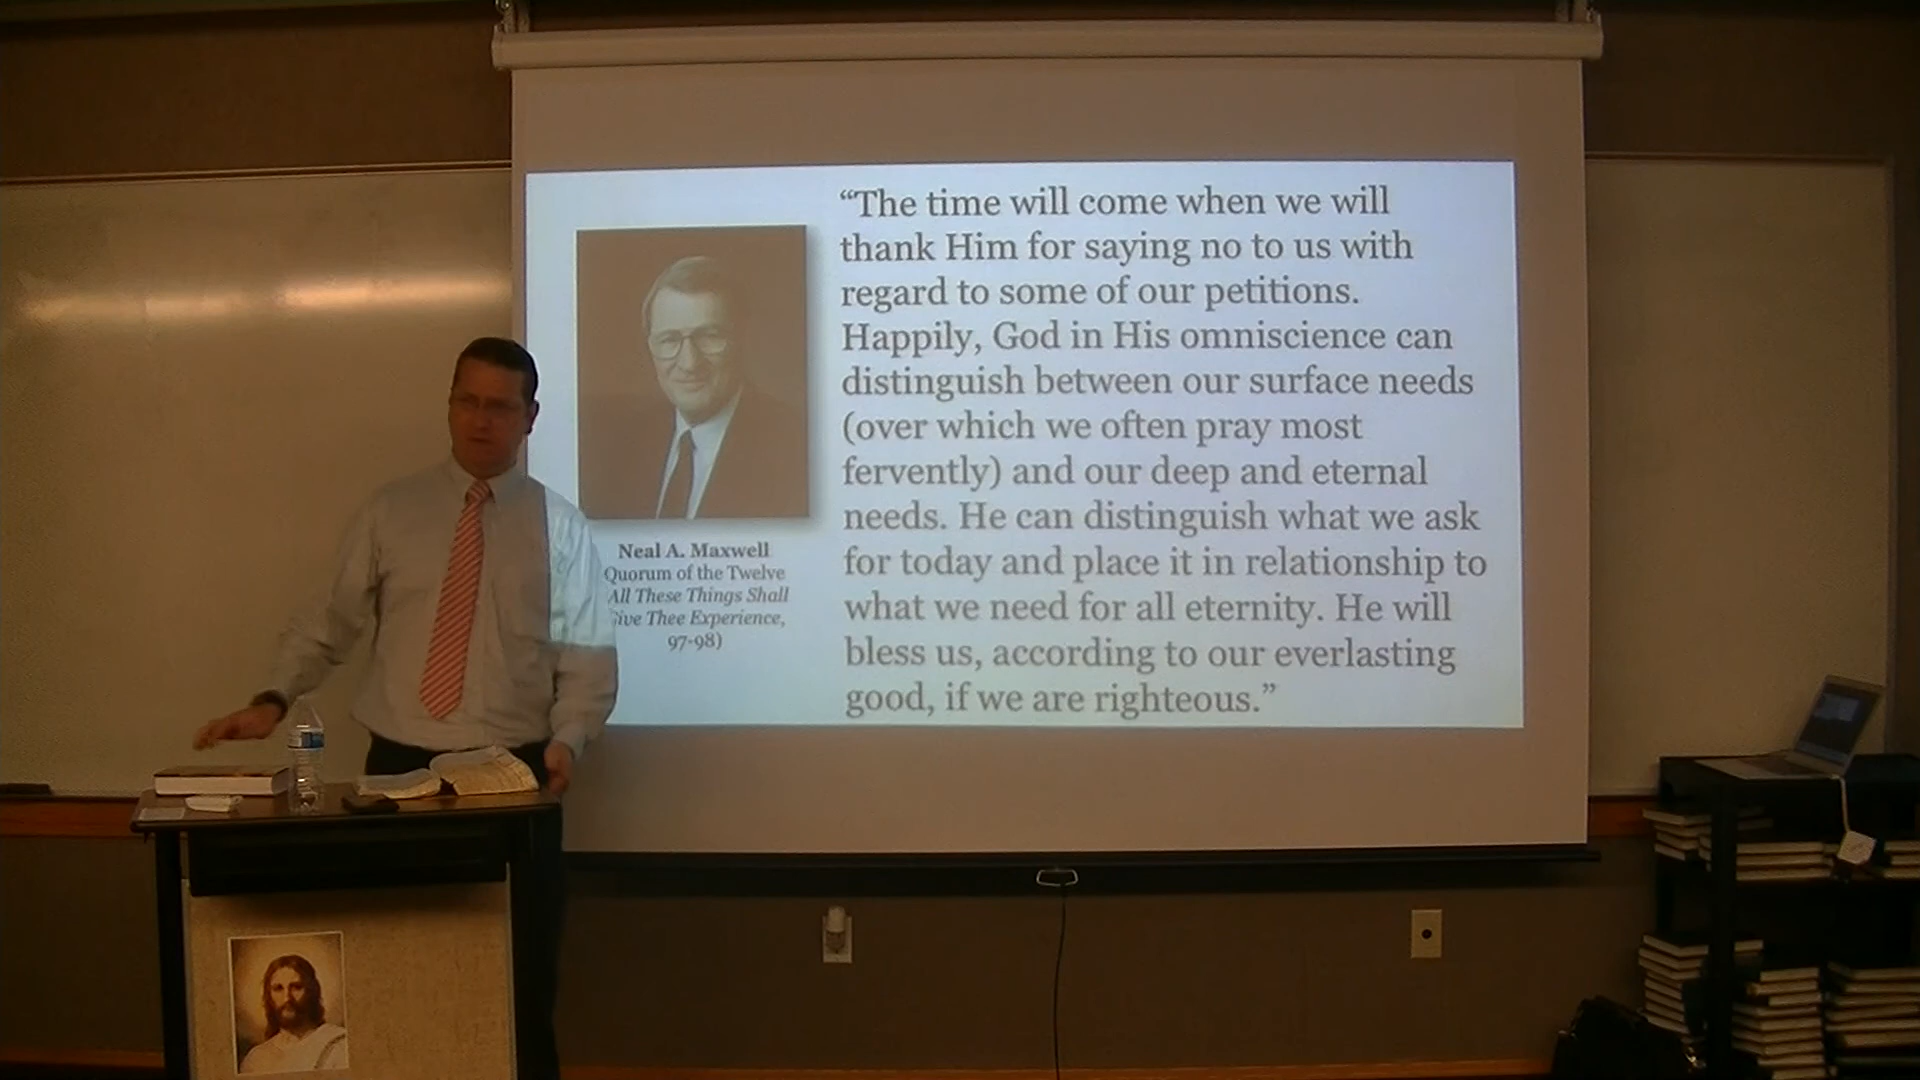 “The time will come when we will
thank Him for saying no to us with
regard to some of our petitions.
Happily, God in His omniscience can
distinguish between our surface needs
(over which we often pray most
fervently) and our deep and eternal
needs. He can distinguish what we ask
for today and place it in relationship to
what we need for all eternity. He will
bless us, according to our everlasting
good, if we are righteous.”
Neal A. Maxwell
Quorum of the Twelve
All These Things Shall
ive Thee Experience,
97-98)